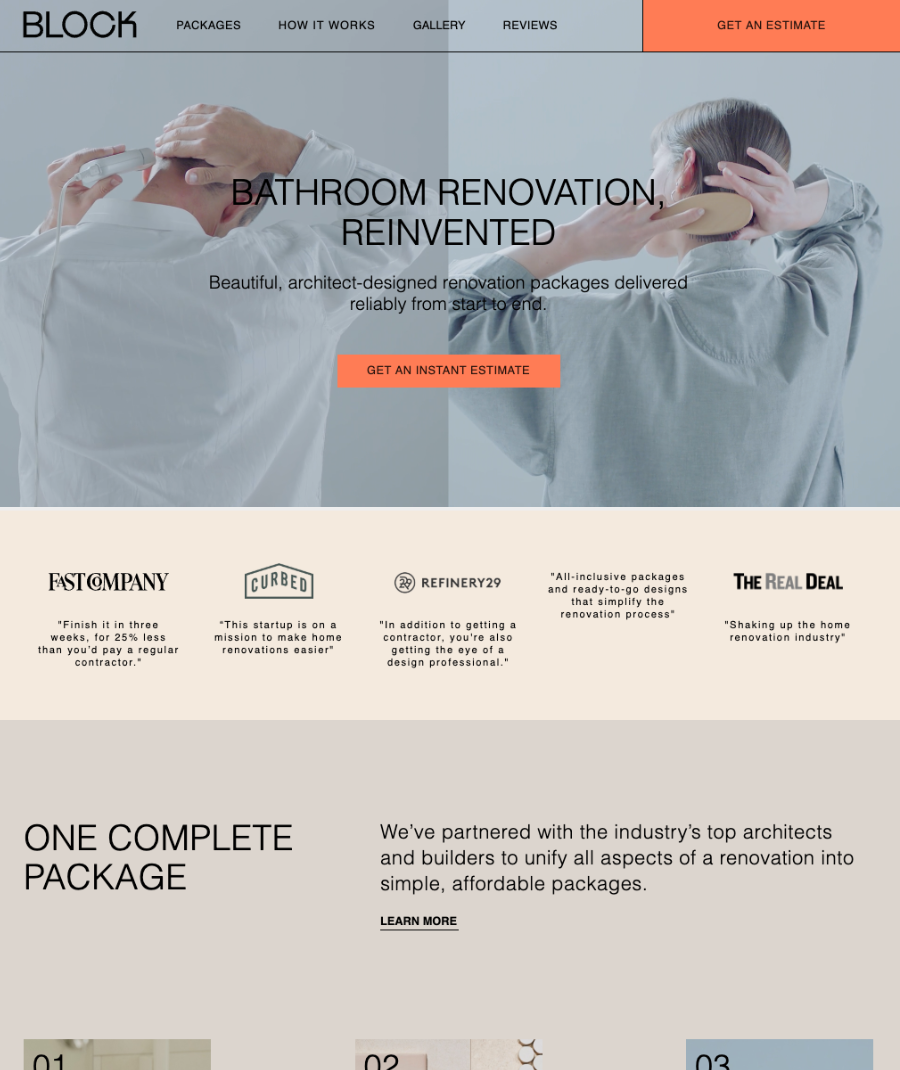 BLOCK
PACKAGES
HOW IT WORKS
GALLERY
REVIEWS
GET AN ESTIMATE
BATHROOM RENOVATION,
REINVENTED
Beautiful, architect-designed renovation packages delivered
reliably from start to end.
GET AN INSTANT ESTIMATE
FAST COMPANY
"Finish it in three
weeks, for 25% less
than you’d pay a regular
contractor."
CURBED
“This startup is on a
mission to make home
renovations easier"
29 REFINERY29
"In addition to getting a
contractor, you're also
getting the eye of a
design professional."
"All-inclusive packages
and ready-to-go designs
that simplify the
renovation process"
THE REAL DEAL
"Shaking up the home
renovation industry"
ONE COMPLETE
PACKAGE
We’ve partnered with the industry’s top architects
and builders to unify all aspects of a renovation into
simple, affordable packages.
LEARN MORE
01
02
03